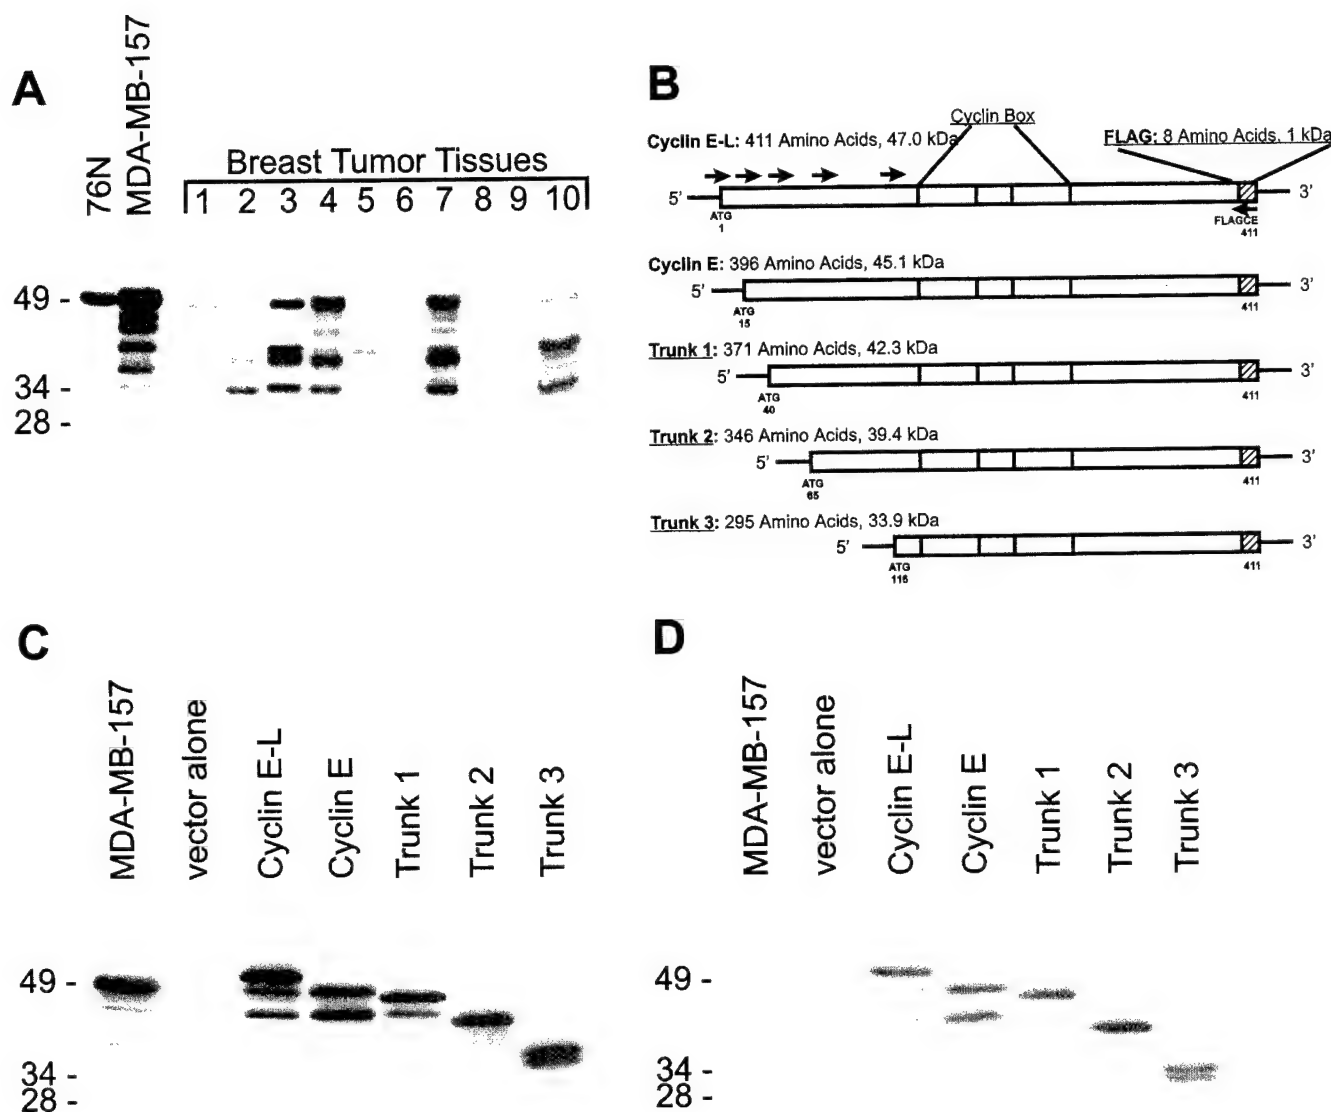 A
76N
MDA-MB-157
Breast Tumor Tissues
1 2 3 4 5 6 7 8 9 10
49 -
34 -
28 -
B
Cyclin Box
Cyclin E-L: 411 Amino Acids, 47.0 kDa
FLAG: 8 Amino Acids, 1 kDa
5' 3'
ATG
1
FLAGCE
411
Cyclin E: 396 Amino Acids, 45.1 kDa
5' 3'
ATG
15
411
Trunk 1: 371 Amino Acids, 42.3 kDa
5' 3'
ATG
40
411
Trunk 2: 346 Amino Acids, 39.4 kDa
5' 3'
ATG
65
411
Trunk 3: 295 Amino Acids, 33.9 kDa
5' 3'
ATG
116
411
C
MDA-MB-157
vector alone
Cyclin E-L
Cyclin E
Trunk 1
Trunk 2
Trunk 3
49 -
34 -
28 -
D
MDA-MB-157
vector alone
Cyclin E-L
Cyclin E
Trunk 1
Trunk 2
Trunk 3
49 -
34 -
28 -